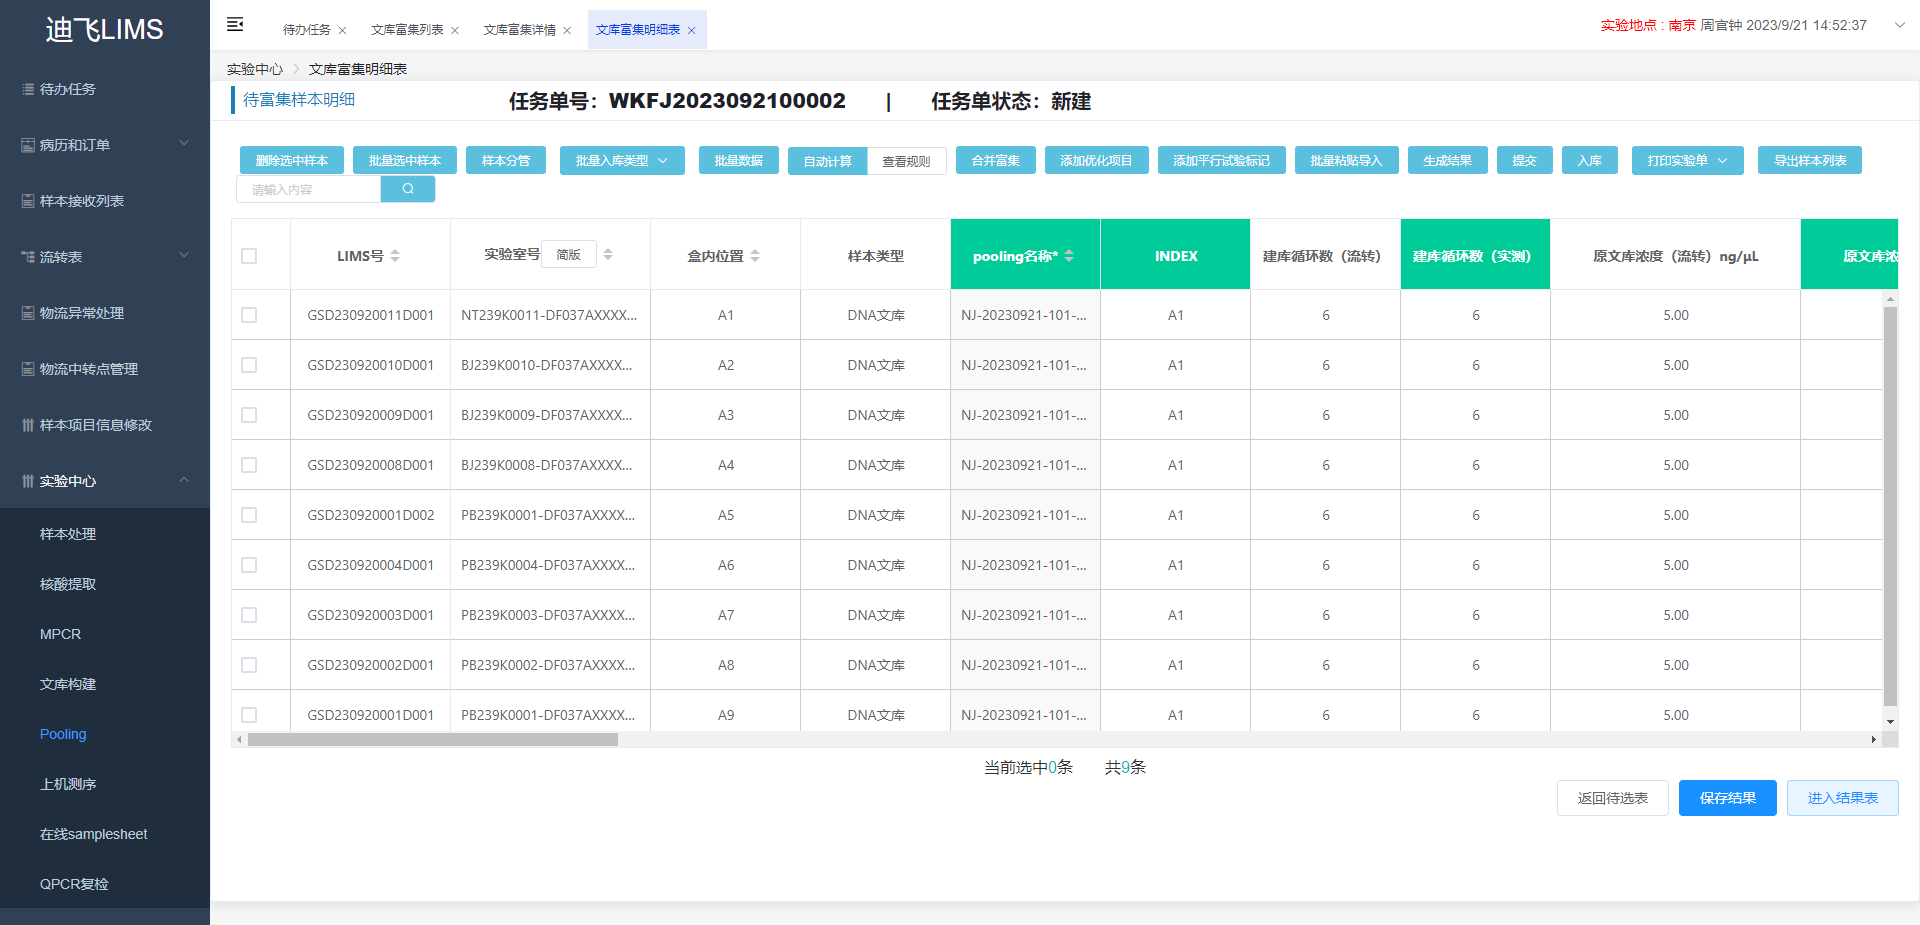 迪飞LIMS
待办任务
病历和订单
样本接收列表
流转表
物流异常处理
物流中转点管理
样本项目信息修改
实验中心
样本处理
核酸提取
MPCR
文库构建
Pooling
上机测序
在线samplesheet
QPCR复检
待办任务 文库富集列表 文库富集详情 文库富集明细表
实验地点 : 南京 周官钟 2023/9/21 14:52:37
实验中心 文库富集明细表
待富集样本明细 任务单号：WKFJ2023092100002 | 任务单状态：新建
删除选中样本 批量选中样本 样本分管 批量入库类型 批量数据 自动计算 查看规则 合并富集 添加优化项目 添加平行试验标记 批量粘贴导入 生成结果 提交 入库 打印实验单 导出样本列表
请输入内容
LIMS号 实验室号 简版 盒内位置 样本类型 pooling名称* INDEX 建库循环数（流转） 建库循环数（实测） 原文库浓度（流转）ng/μL 原文库浓
GSD230920011D001 NT239K0011-DF037AXXXX... A1 DNA文库 NJ-20230921-101-... A1 6 6 5.00
GSD230920010D001 BJ239K0010-DF037AXXXX... A2 DNA文库 NJ-20230921-101-... A1 6 6 5.00
GSD230920009D001 BJ239K0009-DF037AXXXX... A3 DNA文库 NJ-20230921-101-... A1 6 6 5.00
GSD230920008D001 BJ239K0008-DF037AXXXX... A4 DNA文库 NJ-20230921-101-... A1 6 6 5.00
GSD230920001D002 PB239K0001-DF037AXXXX... A5 DNA文库 NJ-20230921-101-... A1 6 6 5.00
GSD230920004D001 PB239K0004-DF037AXXXX... A6 DNA文库 NJ-20230921-101-... A1 6 6 5.00
GSD230920003D001 PB239K0003-DF037AXXXX... A7 DNA文库 NJ-20230921-101-... A1 6 6 5.00
GSD230920002D001 PB239K0002-DF037AXXXX... A8 DNA文库 NJ-20230921-101-... A1 6 6 5.00
GSD230920001D001 PB239K0001-DF037AXXXX... A9 DNA文库 NJ-20230921-101-... A1 6 6 5.00
当前选中0条 共9条
返回待选表 保存结果 进入结果表